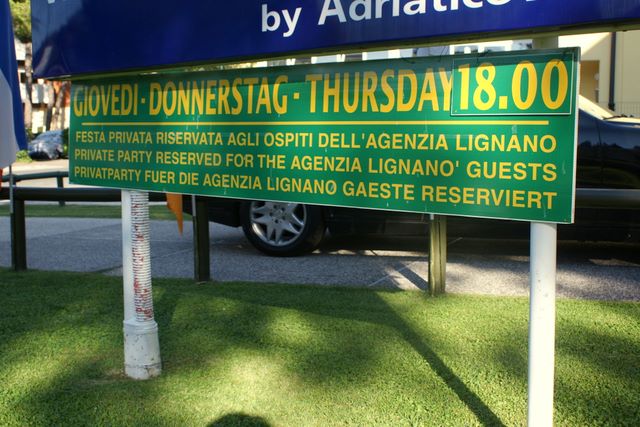 by Adriatico
GIOVEDI - DONNERSTAG - THURSDAY 18.00
FESTA PRIVATA RISERVATA AGLI OSPITI DELL'AGENZIA LIGNANO
PRIVATE PARTY RESERVED FOR THE AGENZIA LIGNANO' GUESTS
PRIVATPARTY FUER DIE AGENZIA LIGNANO GAESTE RESERVIERT